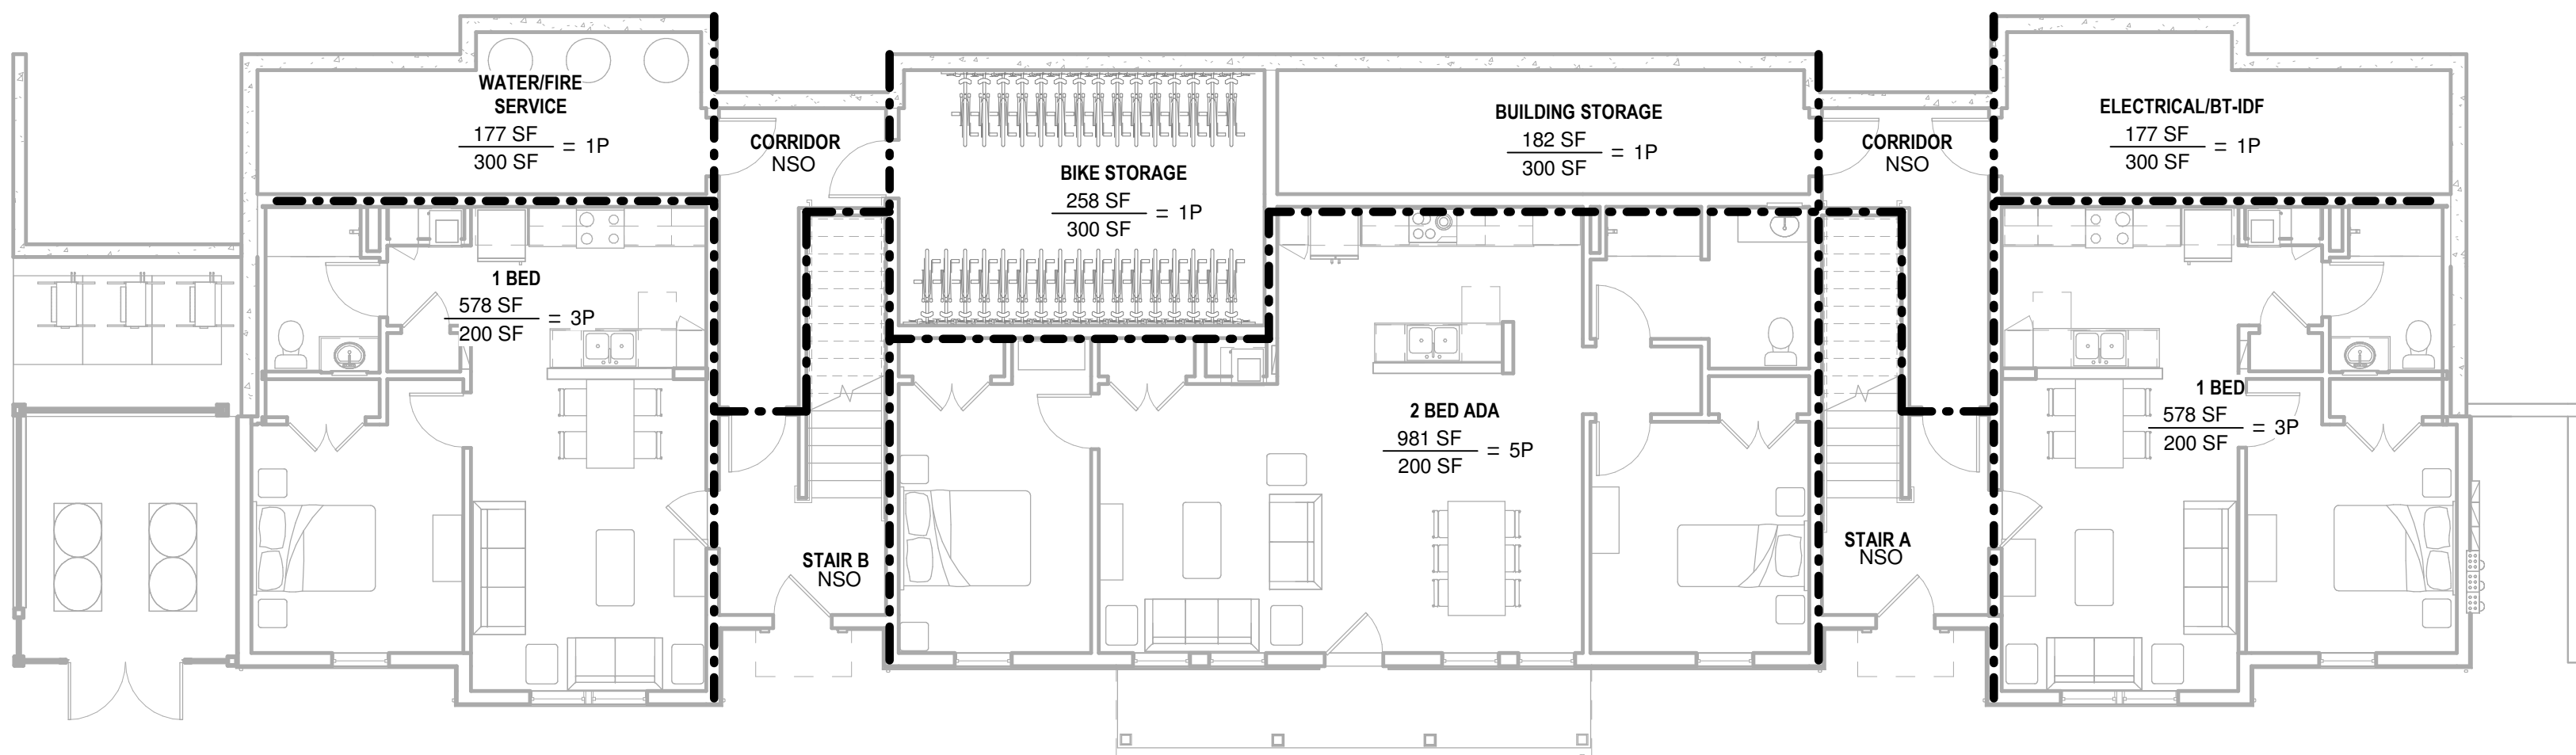 WATER/FIRE
SERVICE
177 SF
300 SF
= 1P
CORRIDOR
NSO
BIKE STORAGE
258 SF
300 SF
= 1P
BUILDING STORAGE
182 SF
300 SF
= 1P
CORRIDOR
NSO
ELECTRICAL/BT-IDF
177 SF
300 SF
= 1P
1 BED
578 SF
200 SF
= 3P
2 BED ADA
981 SF
200 SF
= 5P
1 BED
578 SF
200 SF
= 3P
STAIR B
NSO
STAIR A
NSO